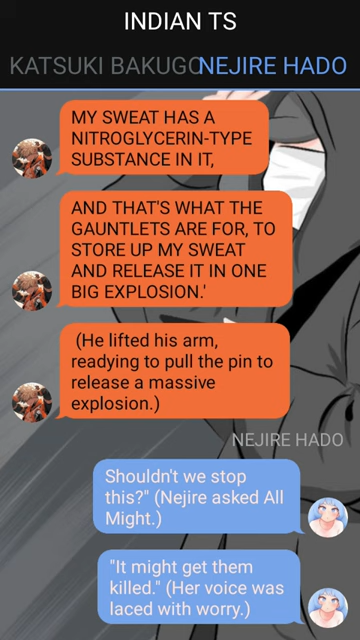 INDIAN TS
KATSUKI BAKUGO
NEJIRE HADO
MY SWEAT HAS A
NITROGLYCERIN-TYPE
SUBSTANCE IN IT,
AND THAT'S WHAT THE
GAUNTLETS ARE FOR, TO
STORE UP MY SWEAT
AND RELEASE IT IN ONE
BIG EXPLOSION.'
(He lifted his arm,
readying to pull the pin to
release a massive
explosion.)
NEJIRE HADO
Shouldn't we stop
this?" (Nejire asked All
Might.)
"It might get them
killed." (Her voice was
laced with worry.)